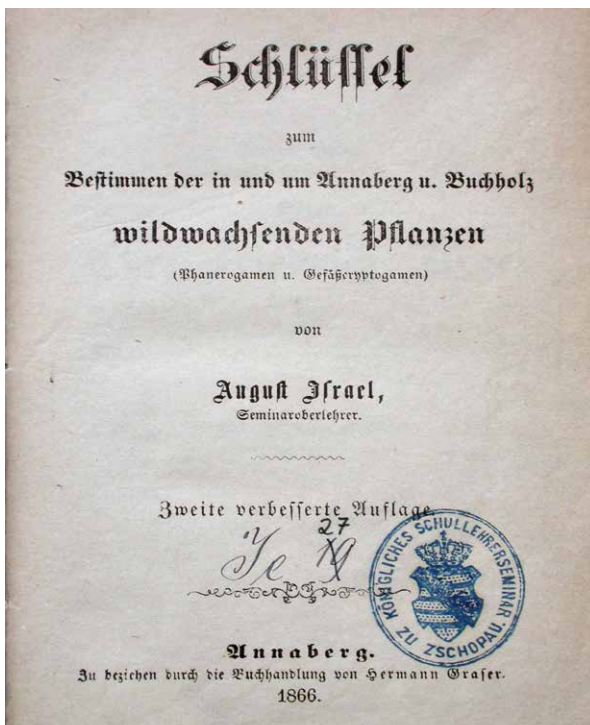 Schlüssel
zum
Bestimmen der in und um Annaberg u. Buchholz
wildwachsenden Pflanzen
(Phanerogamen u. Gefäßcryptogamen)
von
August Israel,
Seminaroberlehrer.
Zweite verbesserte Auflage.
27
KÖNIGLICHES SCHULLEHRERSEMINAR
ZU ZSCHOPAU.
Annaberg.
Zu beziehen durch die Buchhandlung von Hermann Graser.
1866.